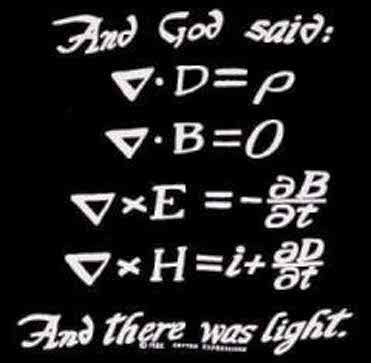 And God said:
∇·D=ρ
∇·B=0
∇×E=-∂B/∂t
∇×H=i+∂D/∂t
And there was light.